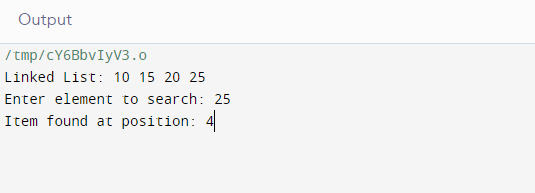 Output
/tmp/cY6BbvIyV3.o
Linked List: 10 15 20 25
Enter element to search: 25
Item found at position: 4